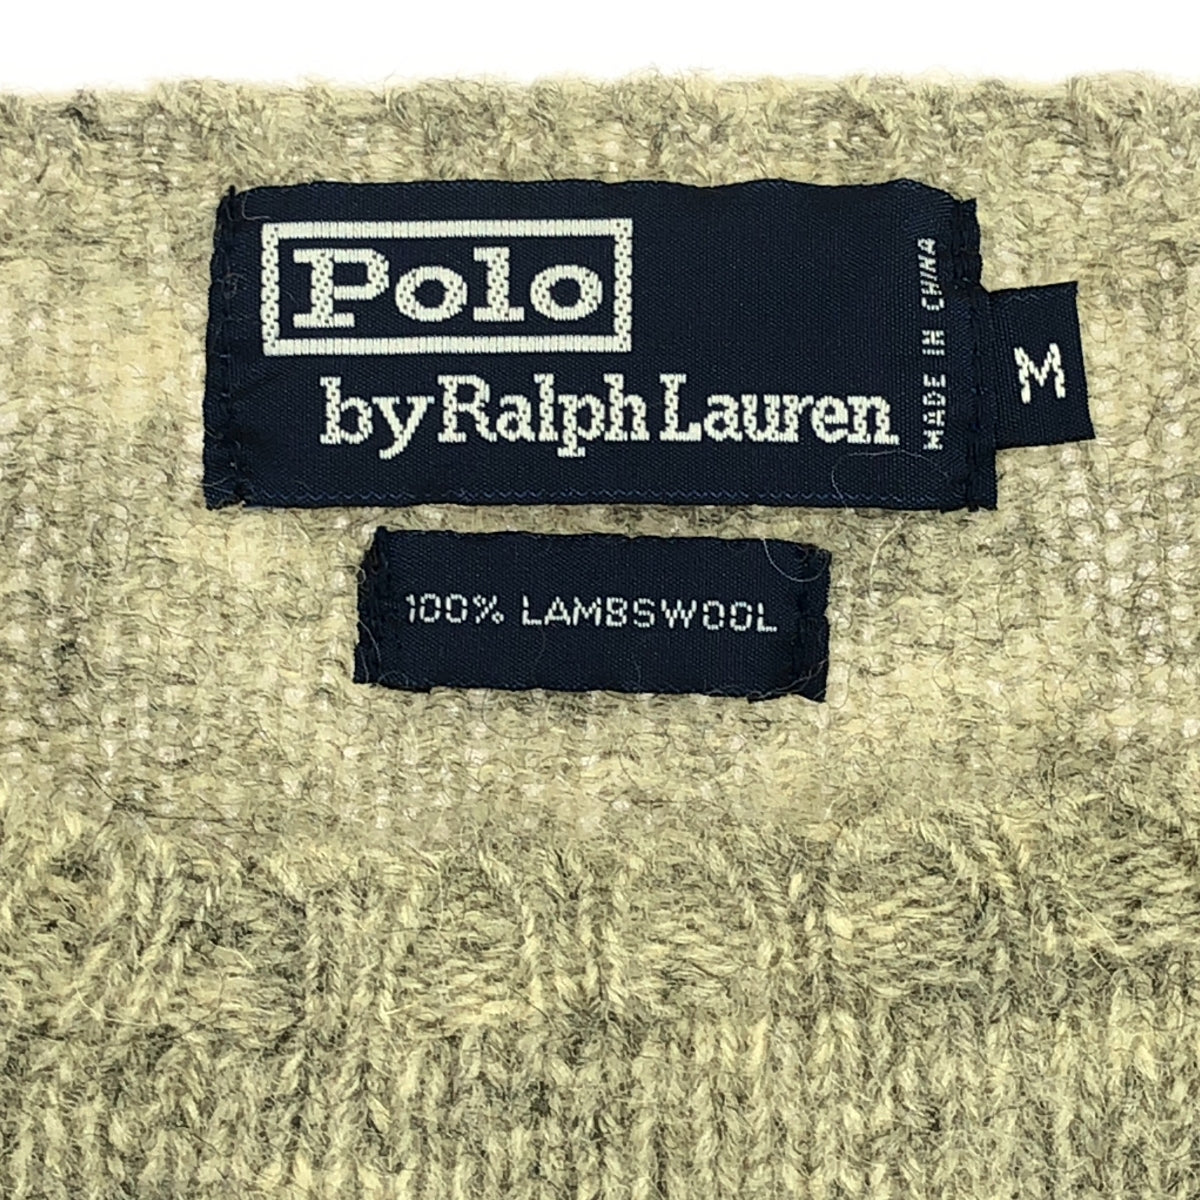 Polo
by Ralph Lauren
MADE IN CHINA
M
100% LAMBSWOOL